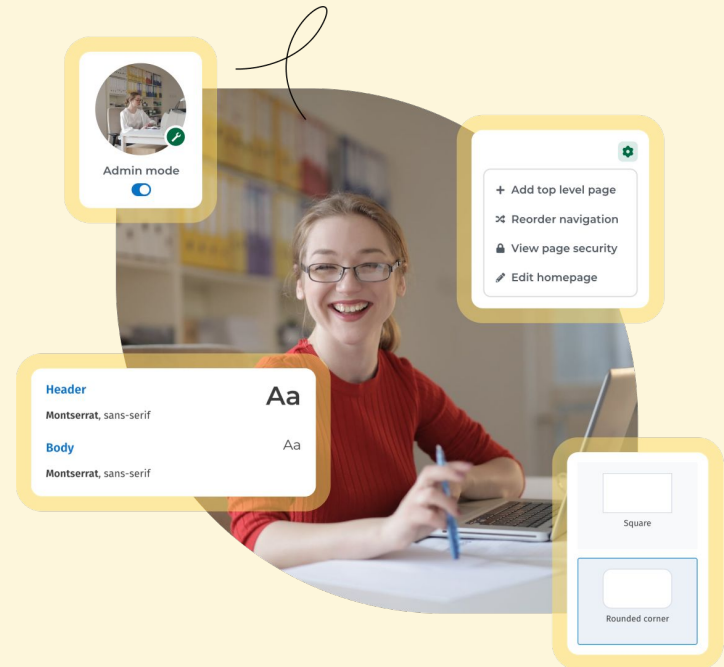 Admin mode
+ Add top level page
Reorder navigation
View page security
Edit homepage
Header
Aa
Montserrat, sans-serif
Body
Aa
Montserrat, sans-serif
Square
Rounded corner